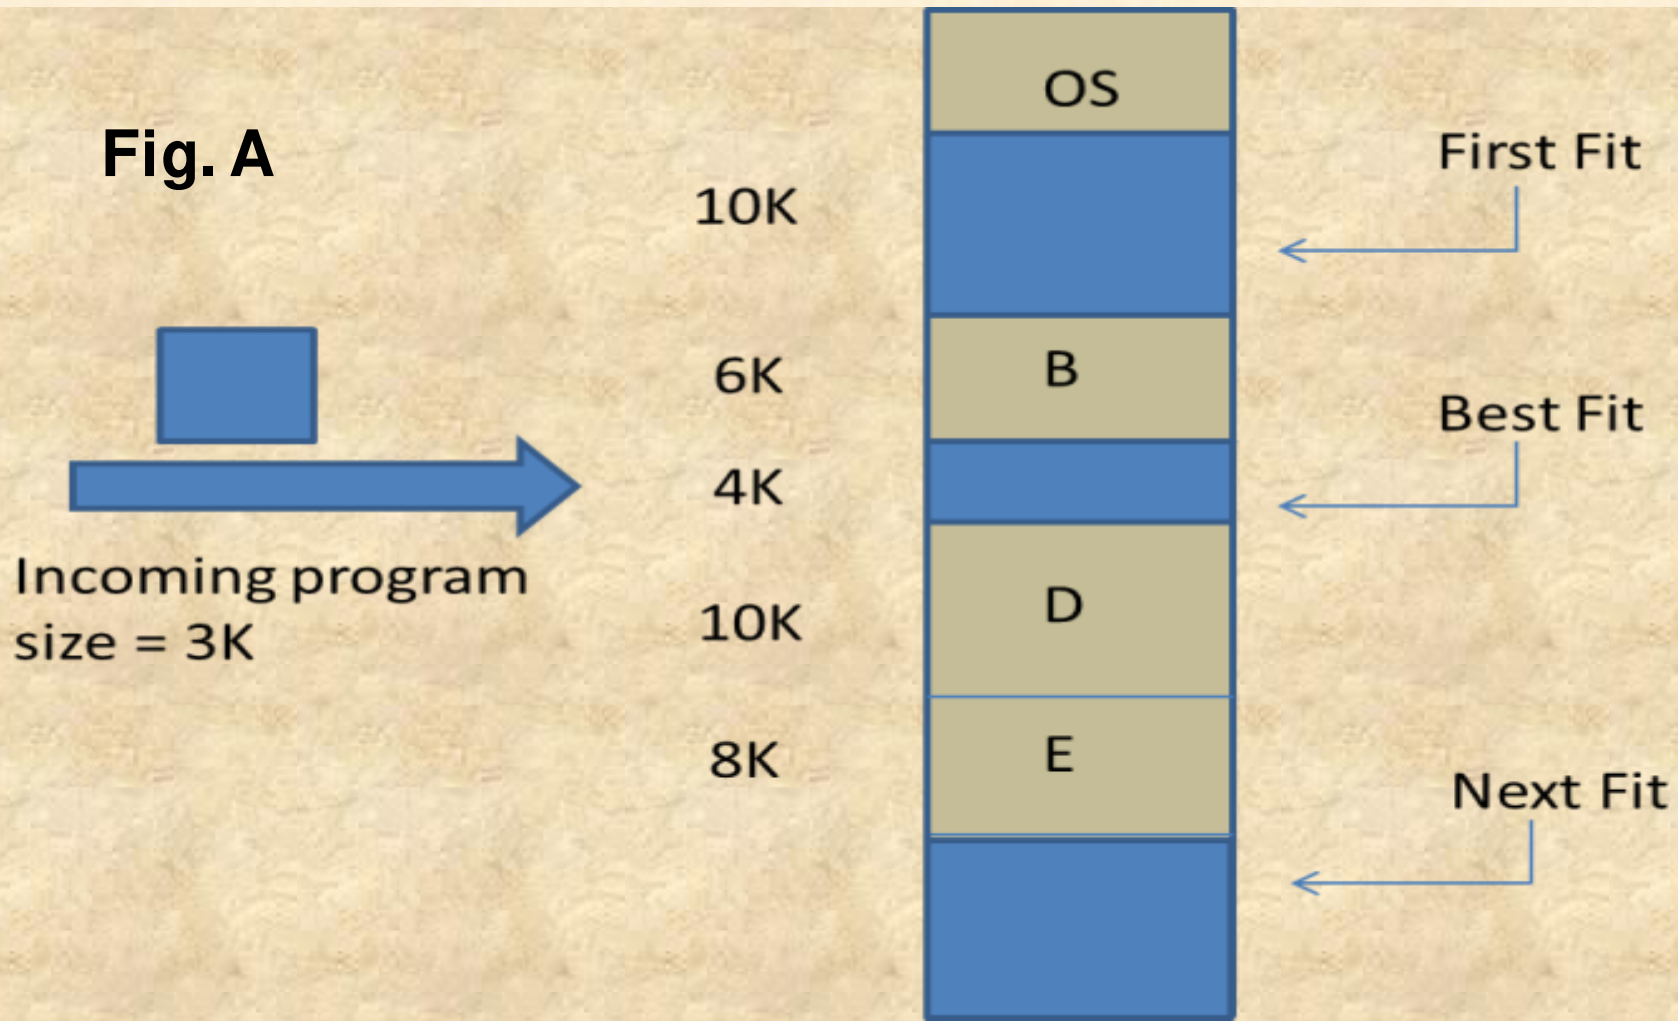 Fig. A
OS
10K
First Fit
6K
B
Best Fit
4K
Incoming program
size = 3K
10K
D
8K
E
Next Fit